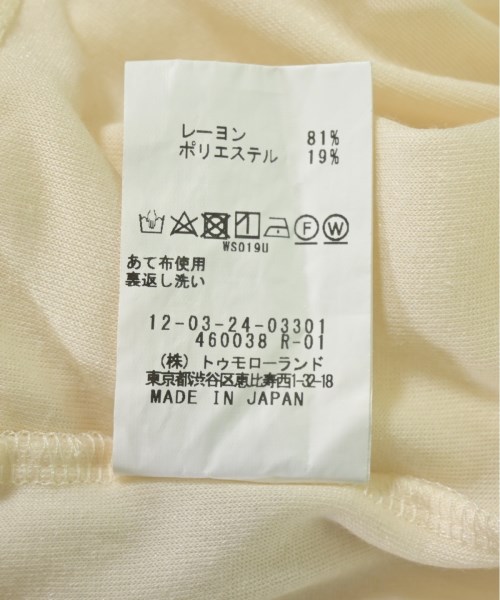 レーヨン 81%
ポリエステル 19%
F W
WS019U
あて布使用
裏返し洗い
12-03-24-03301
460038 R-01
(株) トゥモローランド
東京都渋谷区恵比寿西1-32-18
MADE IN JAPAN